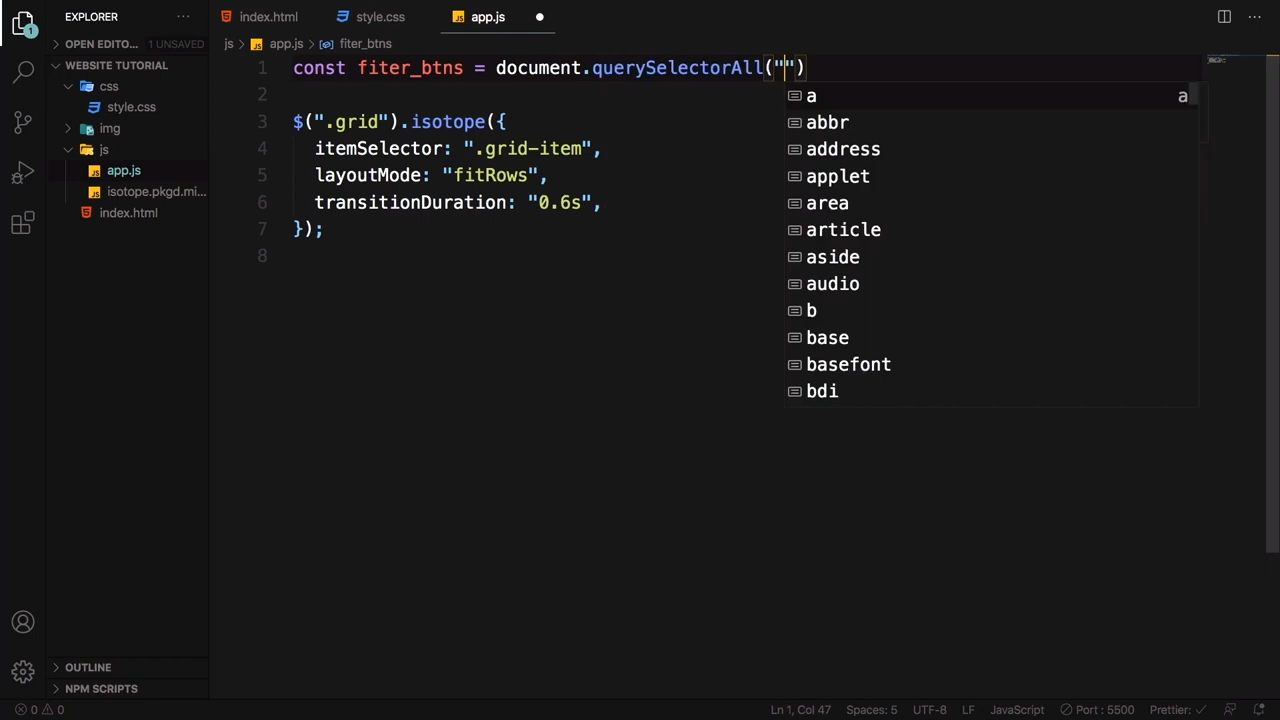 EXPLORER
···
index.html
style.css
app.js
···
1
OPEN EDITO... 1 UNSAVED
js > app.js > fiter_btns
WEBSITE TUTORIAL
css
style.css
img
js
app.js
isotope.pkgd.mi...
index.html
1 const fiter_btns = document.querySelectorAll("")
2
3 $(".grid").isotope({
4 itemSelector: ".grid-item",
5 layoutMode: "fitRows",
6 transitionDuration: "0.6s",
7 });
8
a a
abbr
address
applet
area
article
aside
audio
b
base
basefont
bdi
OUTLINE
NPM SCRIPTS
0 0
Ln 1, Col 47 Spaces: 5 UTF-8 LF JavaScript Port : 5500 Prettier: ✓